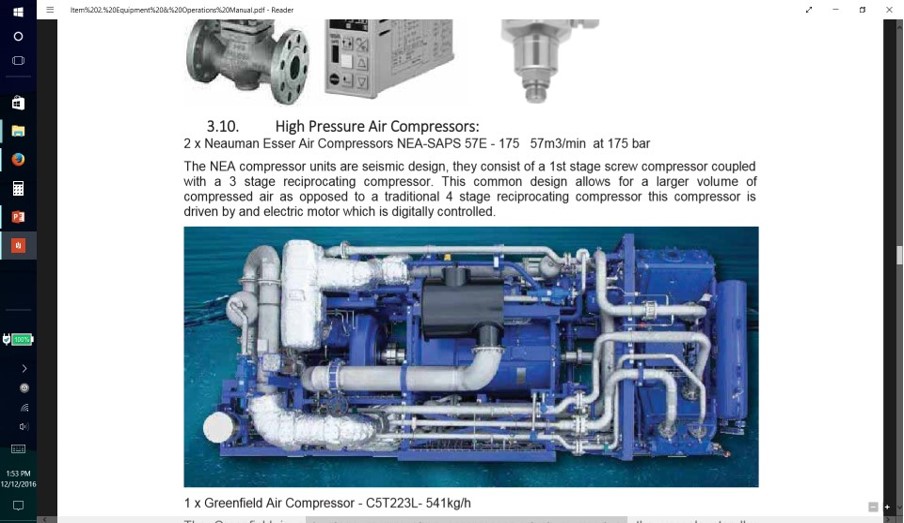 Item%202.%20Equipment%20&%20Operations%20Manual.pdf - Reader
3.10. High Pressure Air Compressors:
2 x Neauman Esser Air Compressors NEA-SAPS 57E - 175 57m3/min at 175 bar
The NEA compressor units are seismic design, they consist of a 1st stage screw compressor coupled
with a 3 stage reciprocating compressor. This common design allows for a larger volume of
compressed air as opposed to a traditional 4 stage reciprocating compressor this compressor is
driven by and electric motor which is digitally controlled.
1 x Greenfield Air Compressor - C5T223L- 541kg/h
100%
1:53 PM
12/12/2016